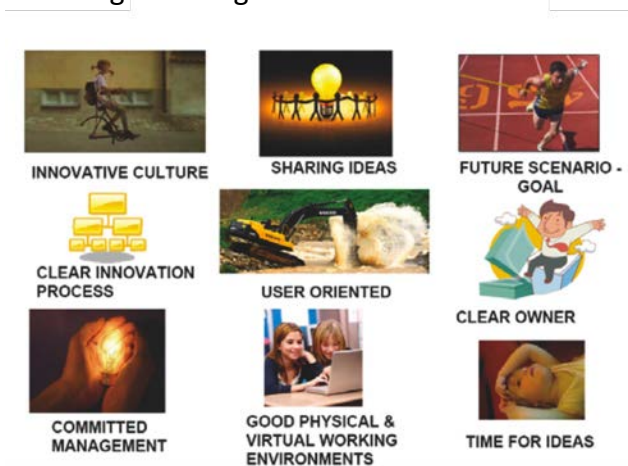 INNOVATIVE CULTURE
SHARING IDEAS
FUTURE SCENARIO -
GOAL
CLEAR INNOVATION
PROCESS
USER ORIENTED
CLEAR OWNER
COMMITTED
MANAGEMENT
GOOD PHYSICAL &
VIRTUAL WORKING
ENVIRONMENTS
TIME FOR IDEAS